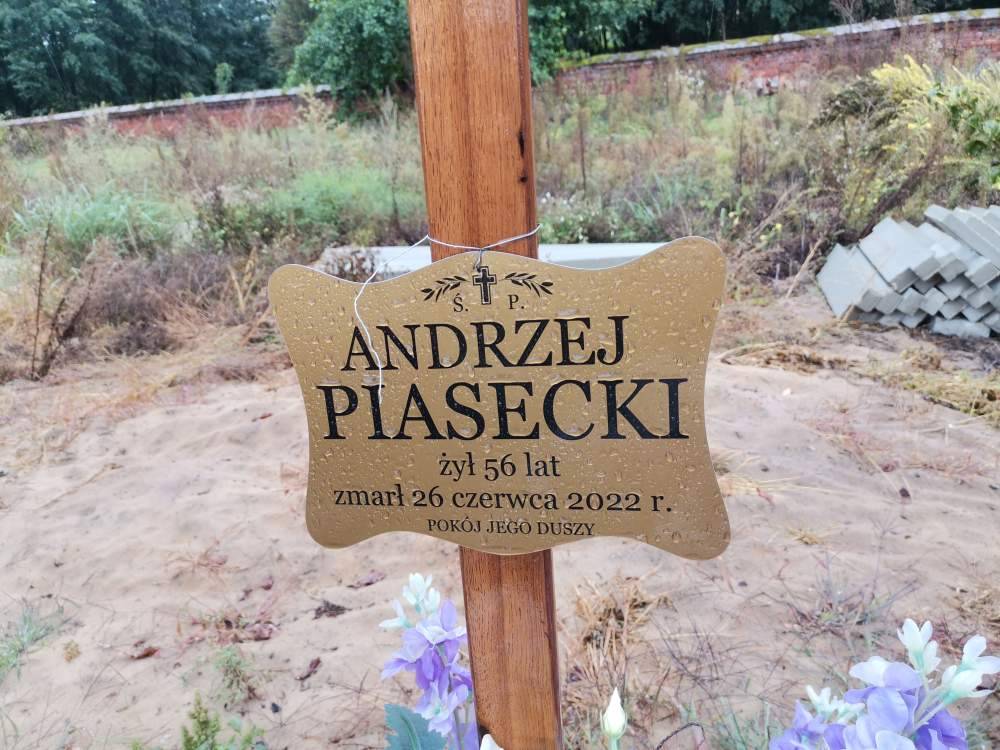 Ś. P.
ANDRZEJ
PIASECKI
żył 56 lat
zmarł 26 czerwca 2022 r.
POKÓJ JEGO DUSZY